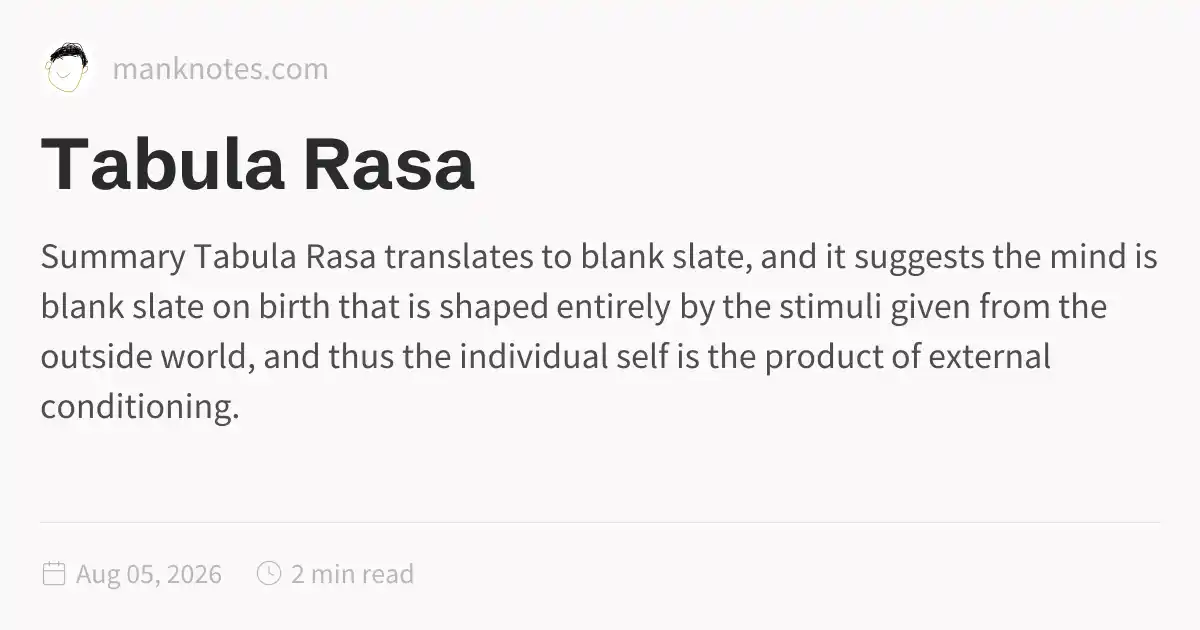 manknotes.com
Tabula Rasa
Summary Tabula Rasa translates to blank slate, and it suggests the mind is
blank slate on birth that is shaped entirely by the stimuli given from the
outside world, and thus the individual self is the product of external
conditioning.
Aug 05, 2026 2 min read